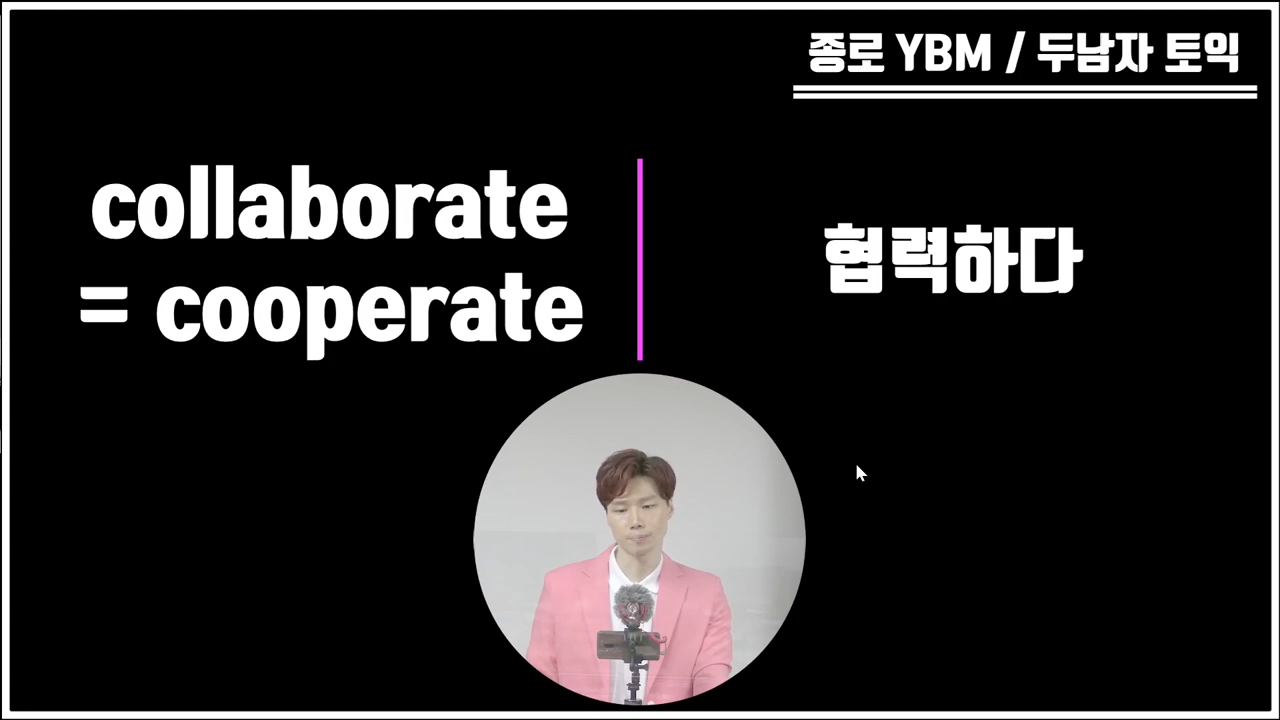 종로 YBM / 두남자 토익
collaborate
= cooperate
협력하다